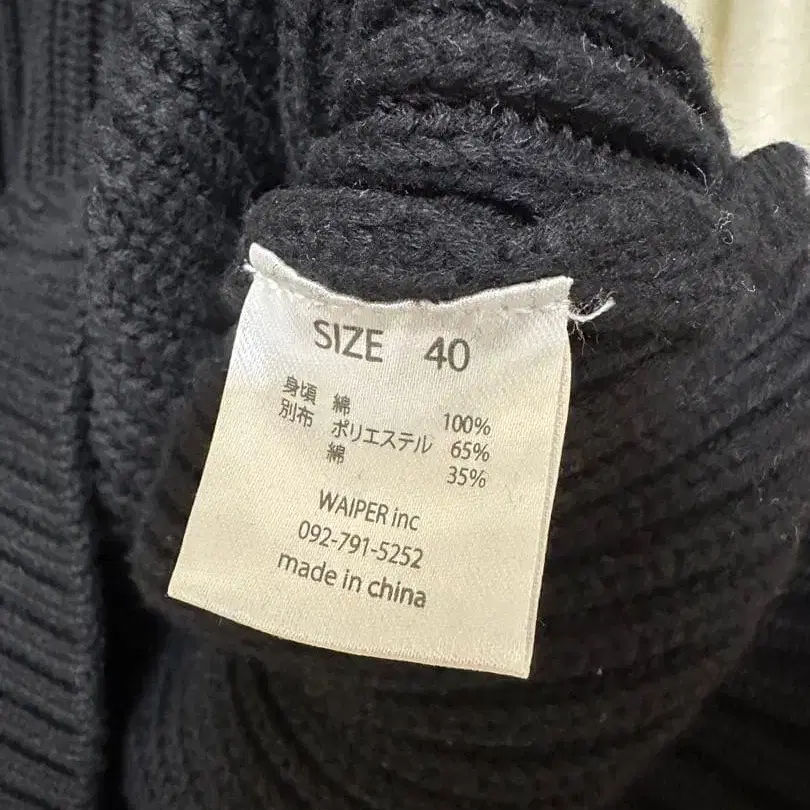 SIZE 40
身頃 綿 100%
別布 ポリエステル 65%
綿 35%
WAIPER inc
092-791-5252
made in china